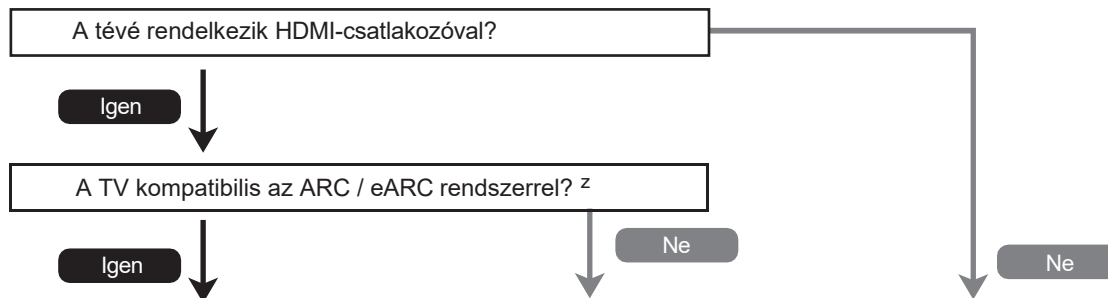 A tévé rendelkezik HDMI-csatlakozóval?
Igen
A TV kompatibilis az ARC / eARC rendszerrel? z
Ne
Igen
Ne